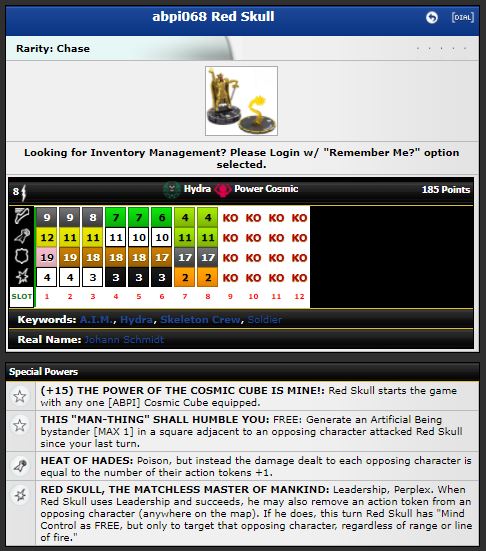 abpi068 Red Skull
[DIAL]
Rarity: Chase
Looking for Inventory Management? Please Login w/ "Remember Me?" option
selected.
8 Hydra Power Cosmic 185 Points
9 9 8 7 7 6 4 4 KO KO KO KO
12 11 11 11 10 10 11 11 KO KO KO KO
19 19 18 18 18 18 17 17 KO KO KO KO
4 4 3 3 3 3 2 2 KO KO KO KO
SLOT 1 2 3 4 5 6 7 8 9 10 11 12
Keywords: A.I.M., Hydra, Skeleton Crew, Soldier
Real Name: Johann Schmidt
Special Powers
(+15) THE POWER OF THE COSMIC CUBE IS MINE!: Red Skull starts the game
with any one [ABPI] Cosmic Cube equipped.
THIS "MAN-THING" SHALL HUMBLE YOU: FREE: Generate an Artificial Being
bystander [MAX 1] in a square adjacent to an opposing character attacked Red Skull
since your last turn.
HEAT OF HADES: Poison, but instead the damage dealt to each opposing character is
equal to the number of their action tokens +1.
RED SKULL, THE MATCHLESS MASTER OF MANKIND: Leadership, Perplex. When
Red Skull uses Leadership and succeeds, he may also remove an action token from an
opposing character (anywhere on the map). If he does, this turn Red Skull has "Mind
Control as FREE, but only to target that opposing character, regardless of range or line
of fire."